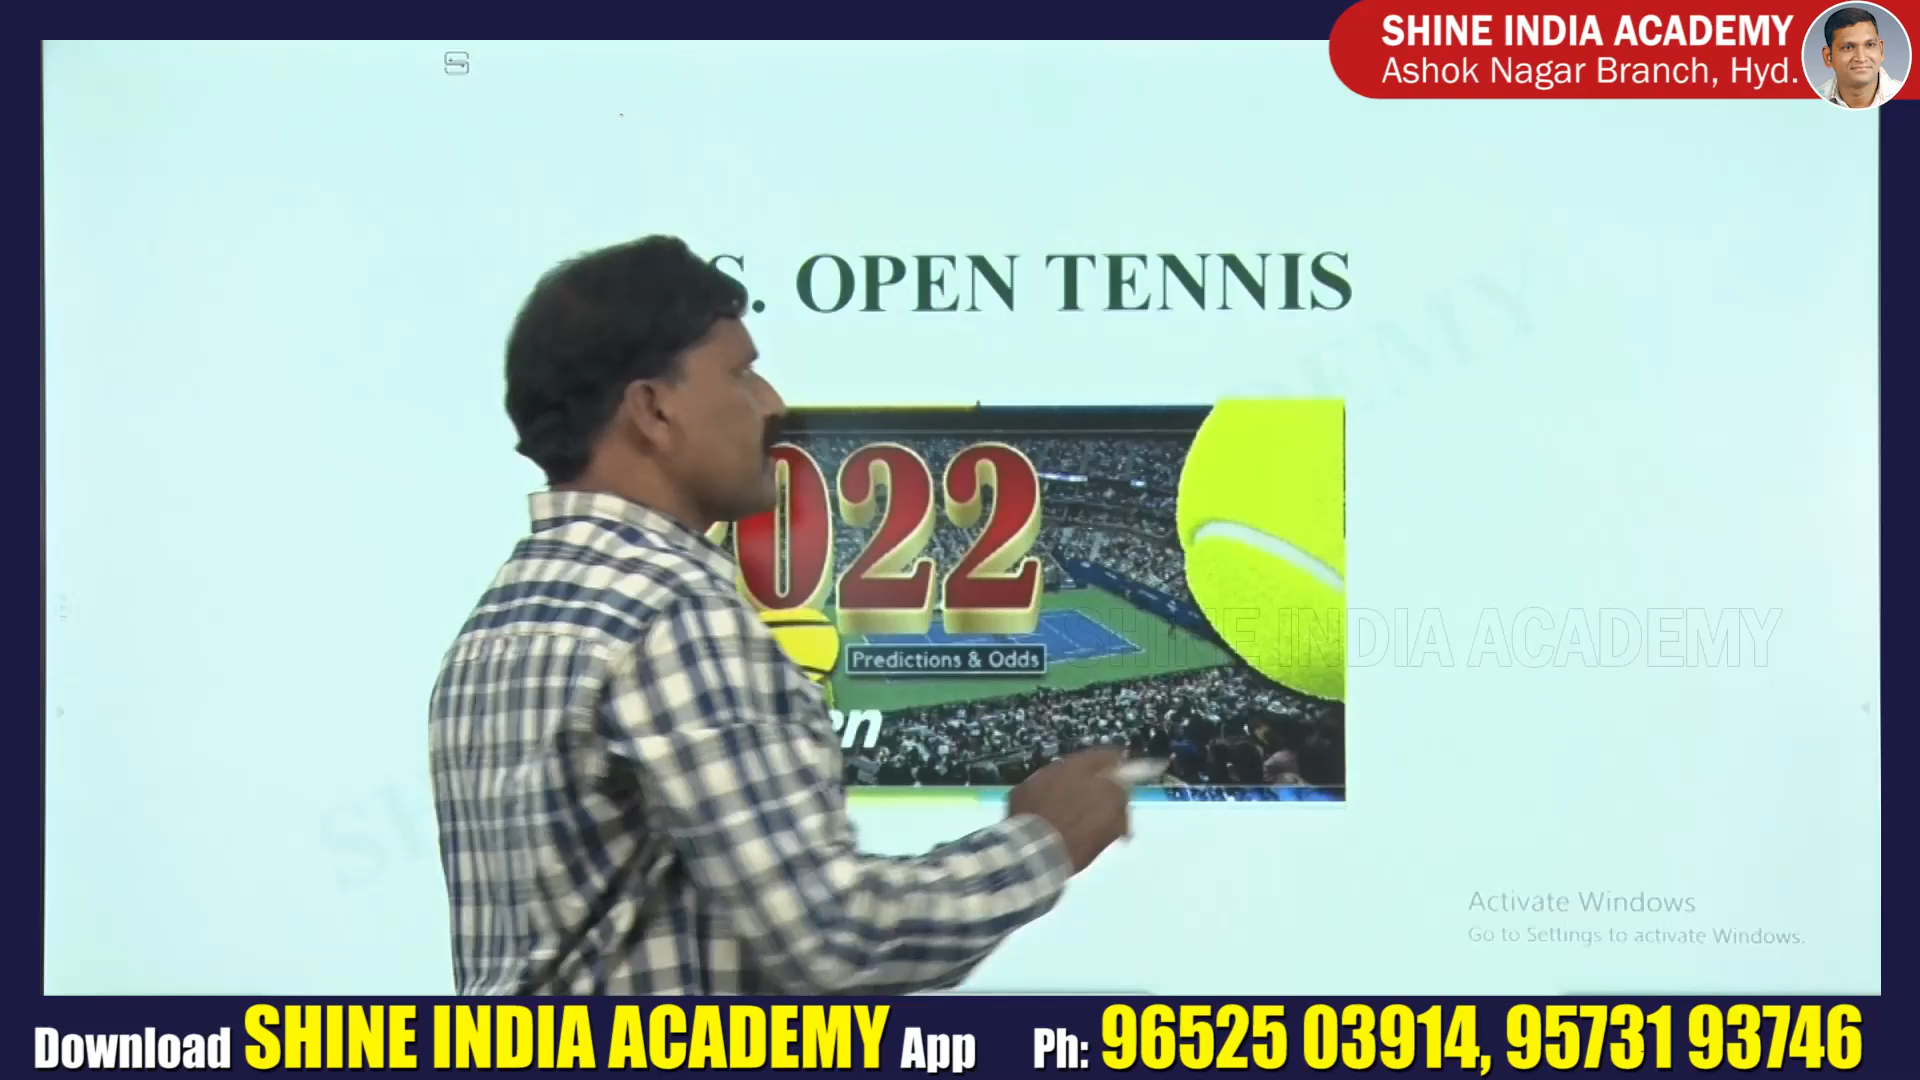 SHINE INDIA ACADEMY
Ashok Nagar Branch, Hyd.
S. OPEN TENNIS
022
Predictions & Odds
en
SHINE INDIA ACADEMY
Activate Windows
Go to Settings to activate Windows.
Download SHINE INDIA ACADEMY App Ph: 96525 03914, 95731 93746